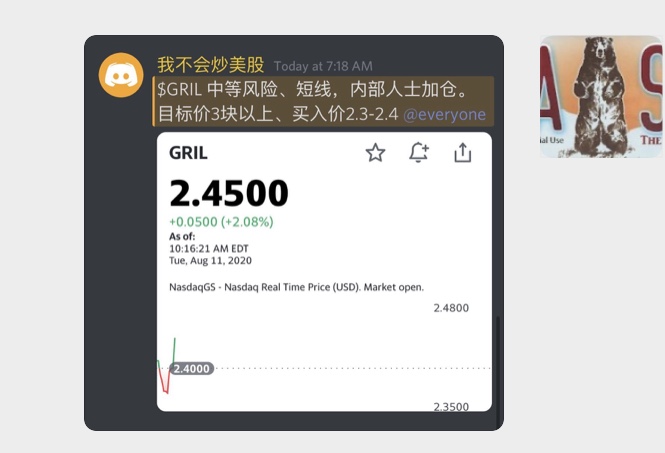 我不会炒美股 Today at 7:18 AM
$GRIL 中等风险、短线，内部人士加仓。
目标价3块以上、买入价2.3-2.4 @everyone
GRIL
2.4500
+0.0500 (+2.08%)
As of:
10:16:21 AM EDT
Tue, Aug 11, 2020
NasdaqGS - Nasdaq Real Time Price (USD). Market open.
2.4800
2.4000
2.3500
A S
ial Use
THE